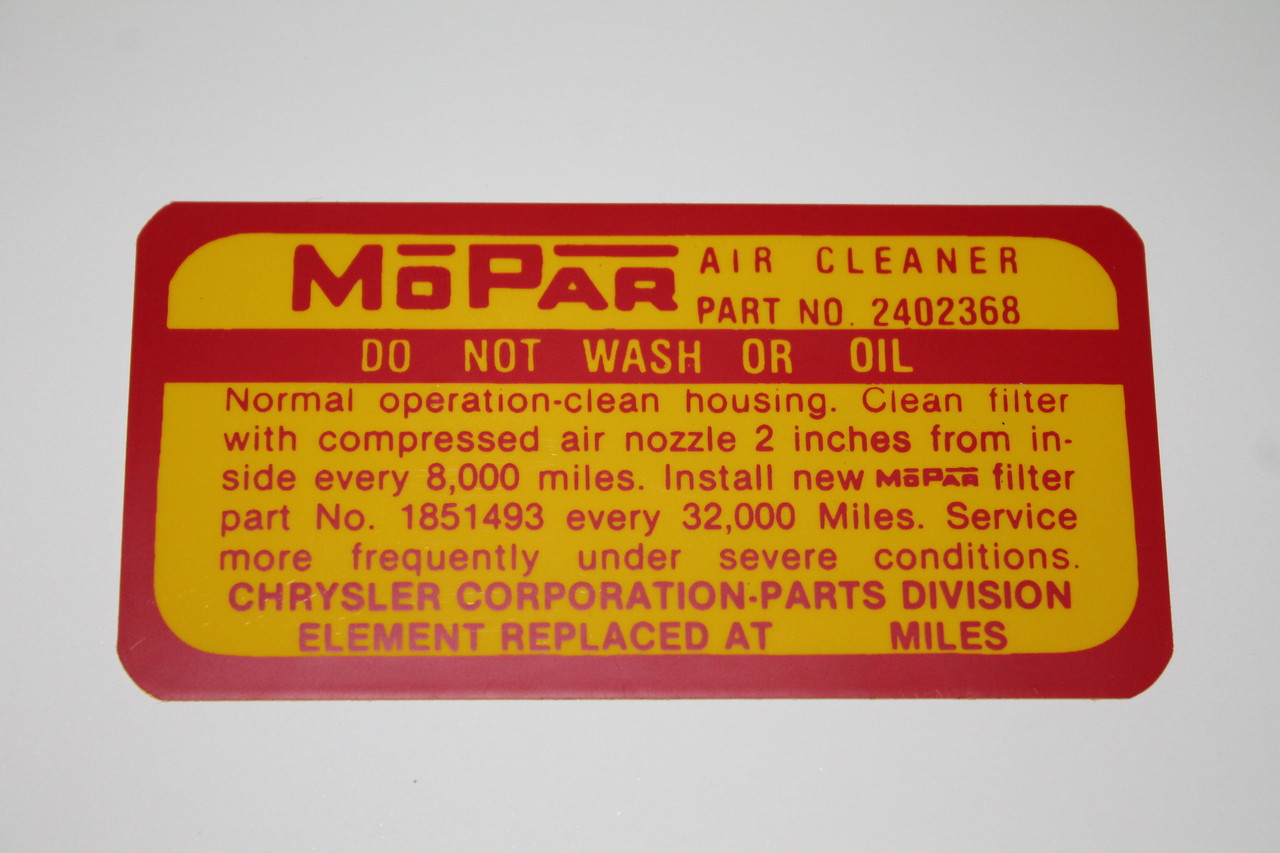 MōPAR AIR CLEANER
PART NO. 2402368
DO NOT WASH OR OIL
Normal operation-clean housing. Clean filter
with compressed air nozzle 2 inches from in-
side every 8,000 miles. Install new MōPAR filter
part No. 1851493 every 32,000 Miles. Service
more frequently under severe conditions.
CHRYSLER CORPORATION-PARTS DIVISION
ELEMENT REPLACED AT MILES